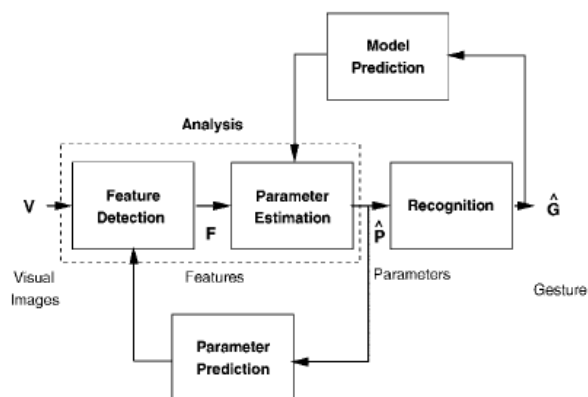 Model
Prediction
Analysis
Feature
Detection
Parameter
Estimation
Recognition
V
F
P̂
Ĝ
Visual
Images
Features
Parameters
Gesture
Parameter
Prediction